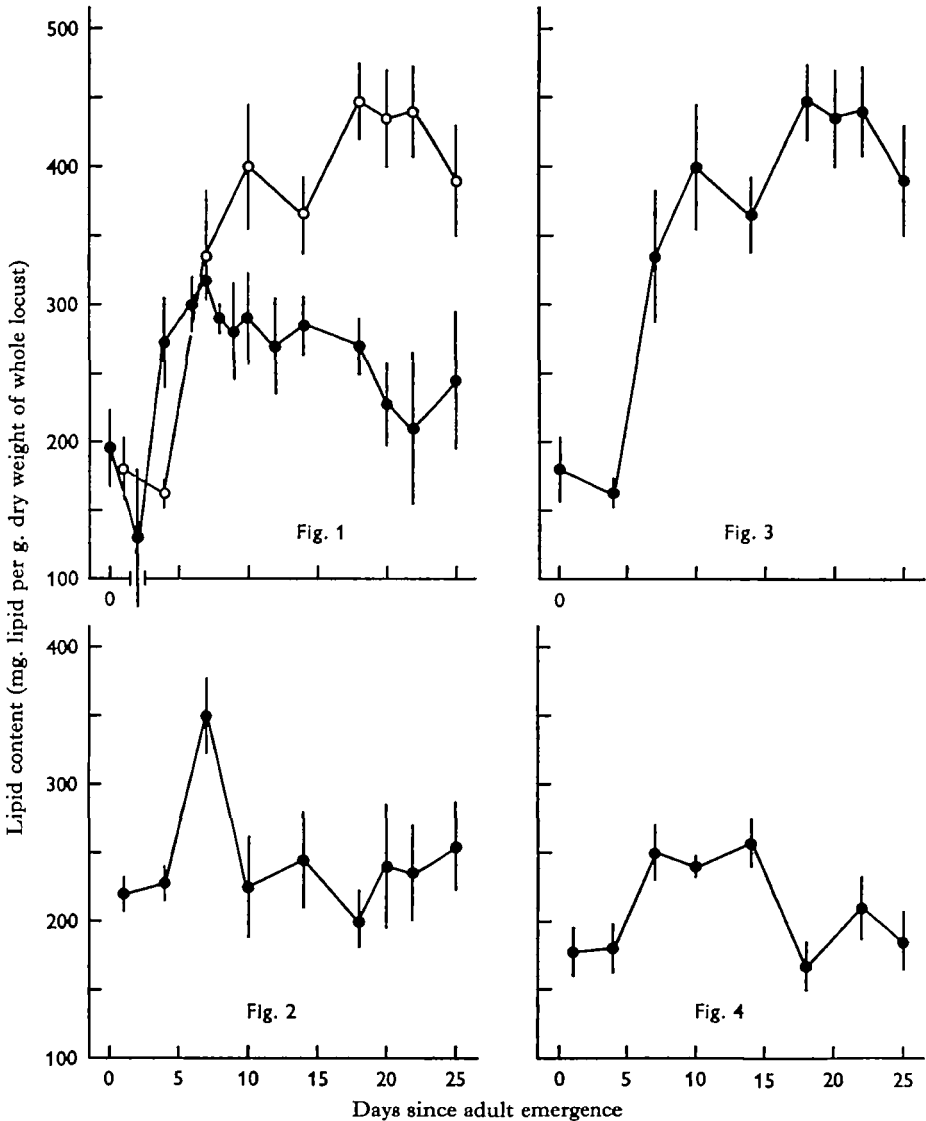 500
400
300
200
100
0
Fig. 1
Fig. 3
0
Lipid content (mg. lipid per g. dry weight of whole locust)
400
300
200
100
Fig. 2
Fig. 4
0 5 10 15 20 25
0 5 10 15 20 25
Days since adult emergence